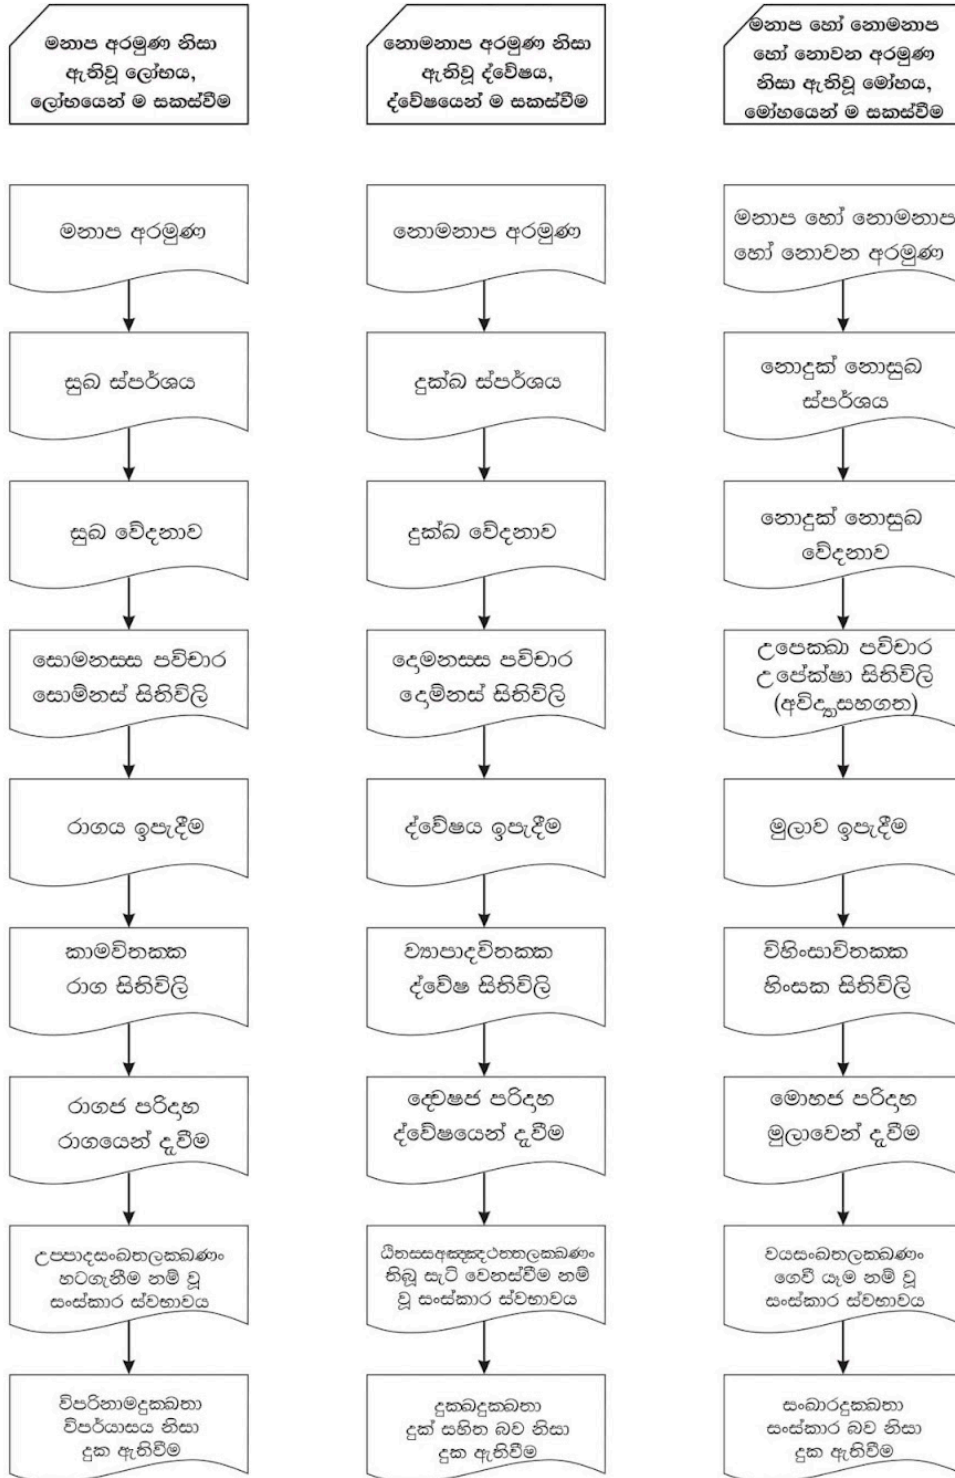 මනාප අරමුණ නිසා
ඇතිවූ ලෝභය,
ලෝභයෙන් ම සකස්වීම
මනාප අරමුණ
සුඛ ස්පර්ශය
සුඛ වේදනාව
සොමනස්ස පවිචාර
සොම්නස් සිතිවිලි
රාගය ඉපැදීම
කාමවිතක්ක
රාග සිතිවිලි
රාගජ පරිදාහ
රාගයෙන් දැවීම
උප්පාදසංඛතලක්ඛණං
හටගැනීම නම් වූ
සංස්කාර ස්වභාවය
විපරිනාමදුක්ඛතා
විපර්යාසය නිසා
දුක ඇතිවීම
නොමනාප අරමුණ නිසා
ඇතිවූ ද්වේෂය,
ද්වේෂයෙන් ම සකස්වීම
නොමනාප අරමුණ
දුක්ඛ ස්පර්ශය
දුක්ඛ වේදනාව
දොමනස්ස පවිචාර
දොම්නස් සිතිවිලි
ද්වේෂය ඉපැදීම
ව්‍යාපාදවිතක්ක
ද්වේෂ සිතිවිලි
ද්වෙෂජ පරිදාහ
ද්වේෂයෙන් දැවීම
ඨිතස්සඅඤ්ඤථත්තලක්ඛණං
තිබූ සැටි වෙනස්වීම නම්
වූ සංස්කාර ස්වභාවය
දුක්ඛදුක්ඛතා
දුක් සහිත බව නිසා
දුක ඇතිවීම
මනාප හෝ නොමනාප
හෝ නොවන අරමුණ
නිසා ඇතිවූ මෝහය,
මෝහයෙන් ම සකස්වීම
මනාප හෝ නොමනාප
හෝ නොවන අරමුණ
නොදුක් නොසුඛ
ස්පර්ශය
නොදුක් නොසුඛ
වේදනාව
උපෙක්ඛා පවිචාර
උපේක්ෂා සිතිවිලි
(අවිද්‍යාසහගත)
මුලාව ඉපැදීම
විහිංසාවිතක්ක
හිංසක සිතිවිලි
මොහජ පරිදාහ
මුලාවෙන් දැවීම
වයසංඛතලක්ඛණං
ගෙවී යෑම නම් වූ
සංස්කාර ස්වභාවය
සංඛාරදුක්ඛතා
සංස්කාර බව නිසා
දුක ඇතිවීම